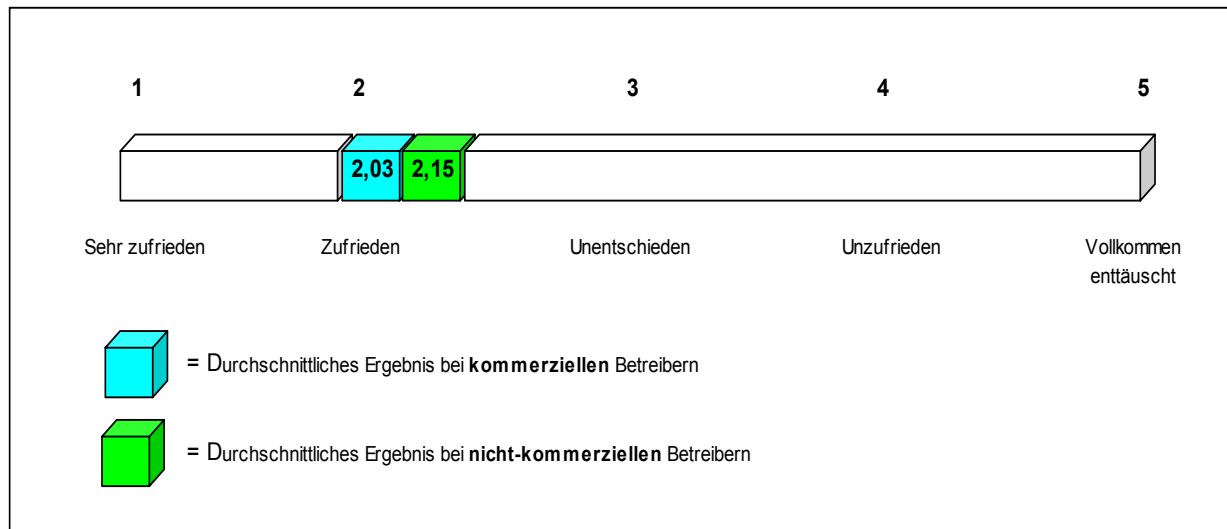 1 2 3 4 5
2,03 2,15
Sehr zufrieden Zufrieden Unentschieden Unzufrieden Vollkommen
enttäuscht
= Durchschnittliches Ergebnis bei kommerziellen Betreibern
= Durchschnittliches Ergebnis bei nicht-kommerziellen Betreibern